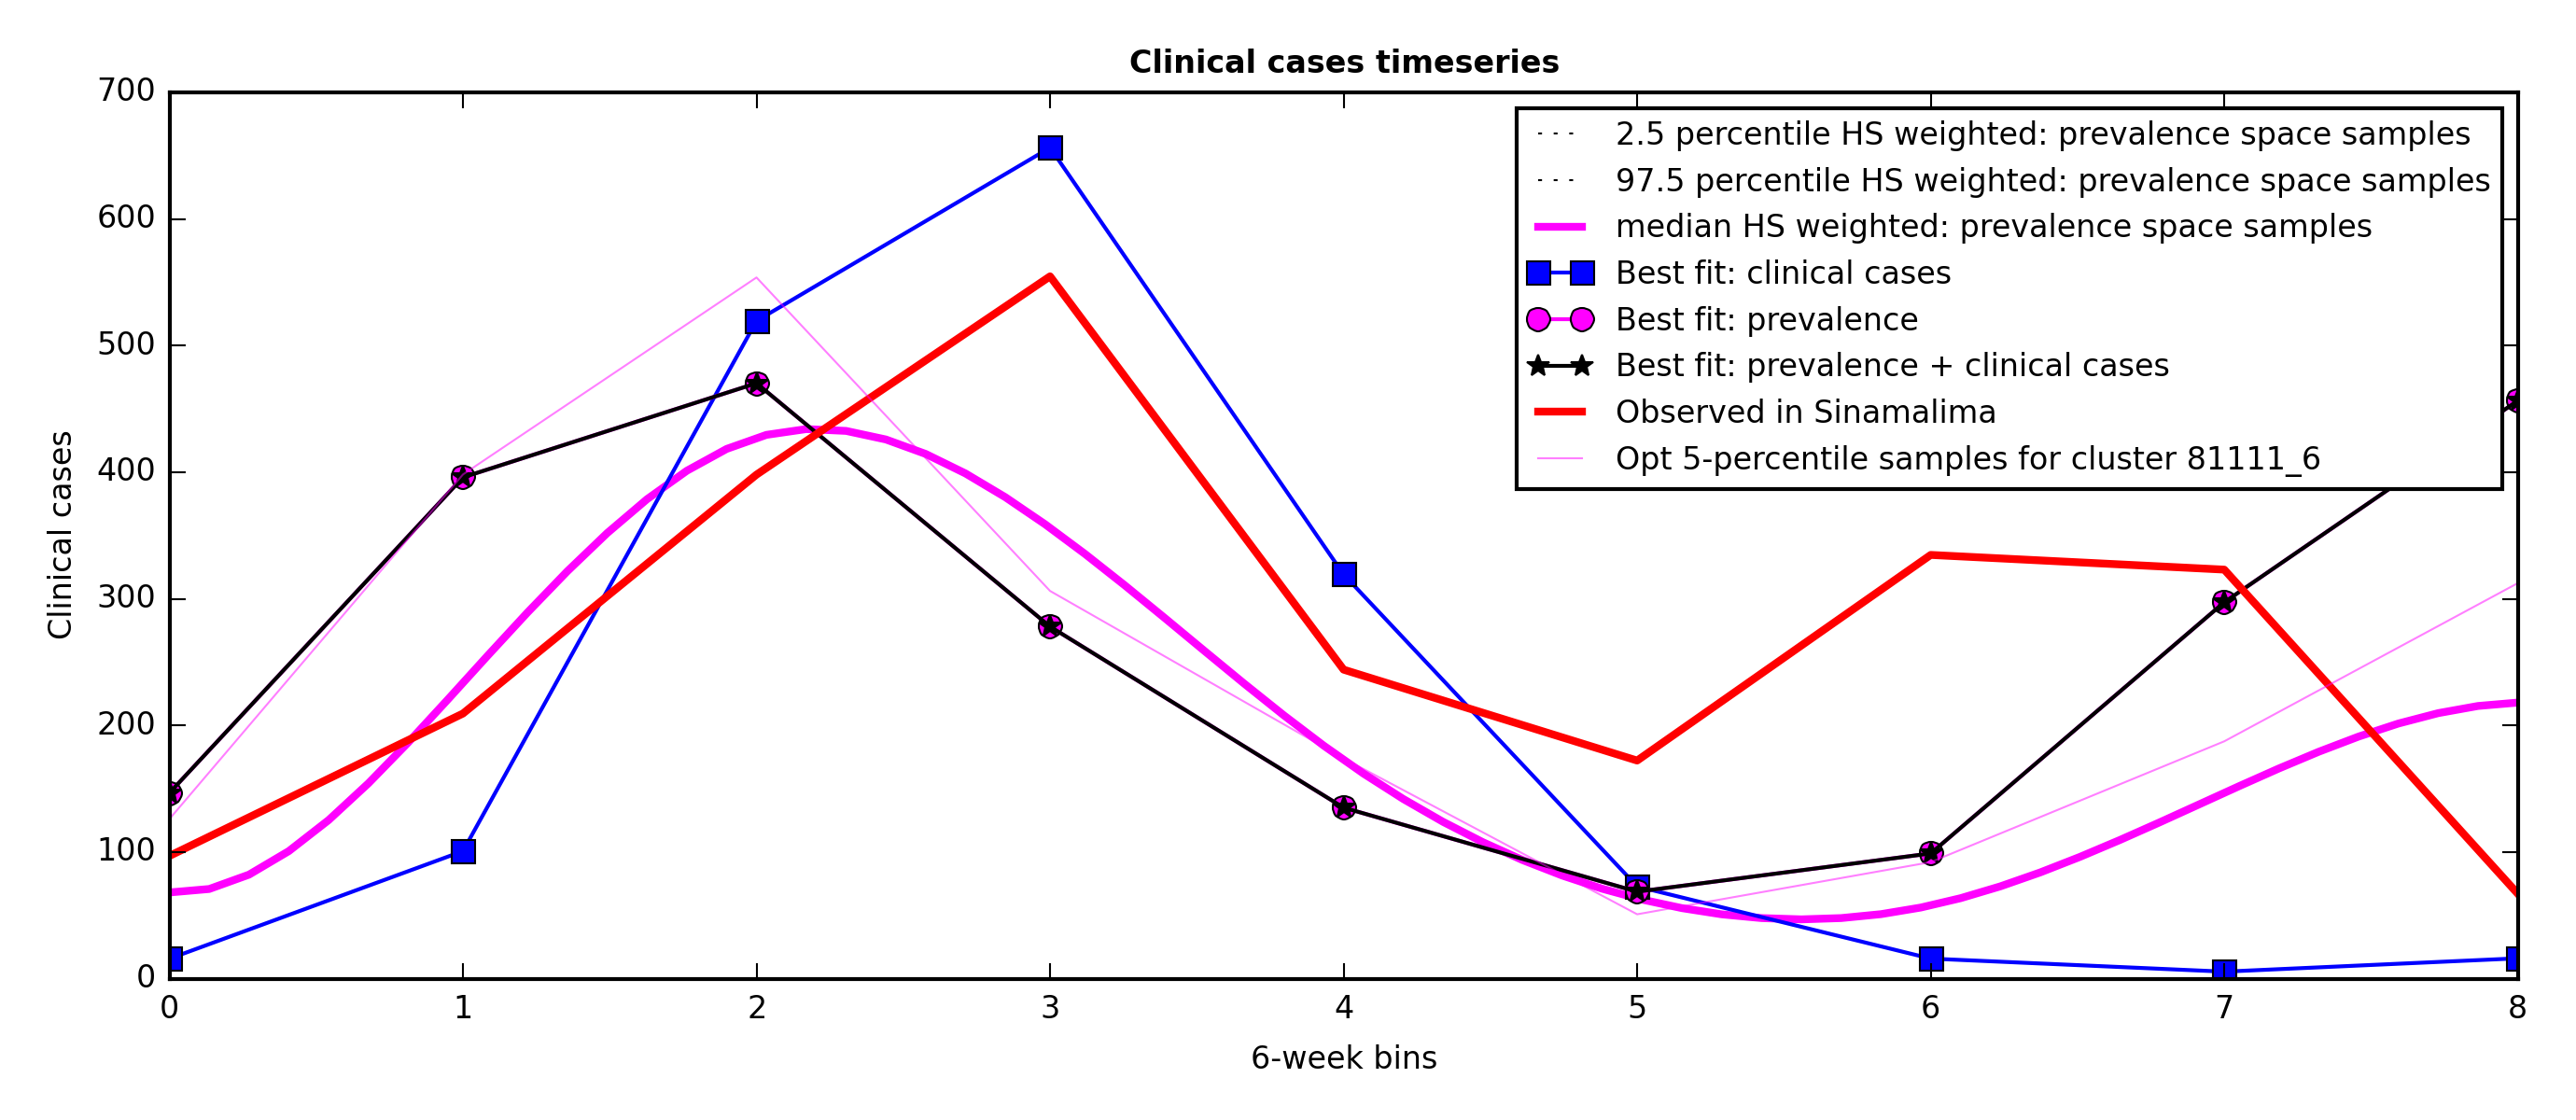 Clinical cases timeseries
700
600
500
400
300
200
100
0
Clinical cases
2.5 percentile HS weighted: prevalence space samples
97.5 percentile HS weighted: prevalence space samples
median HS weighted: prevalence space samples
Best fit: clinical cases
Best fit: prevalence
Best fit: prevalence + clinical cases
Observed in Sinamalima
Opt 5-percentile samples for cluster 81111_6
0 1 2 3 4 5 6 7 8
6-week bins